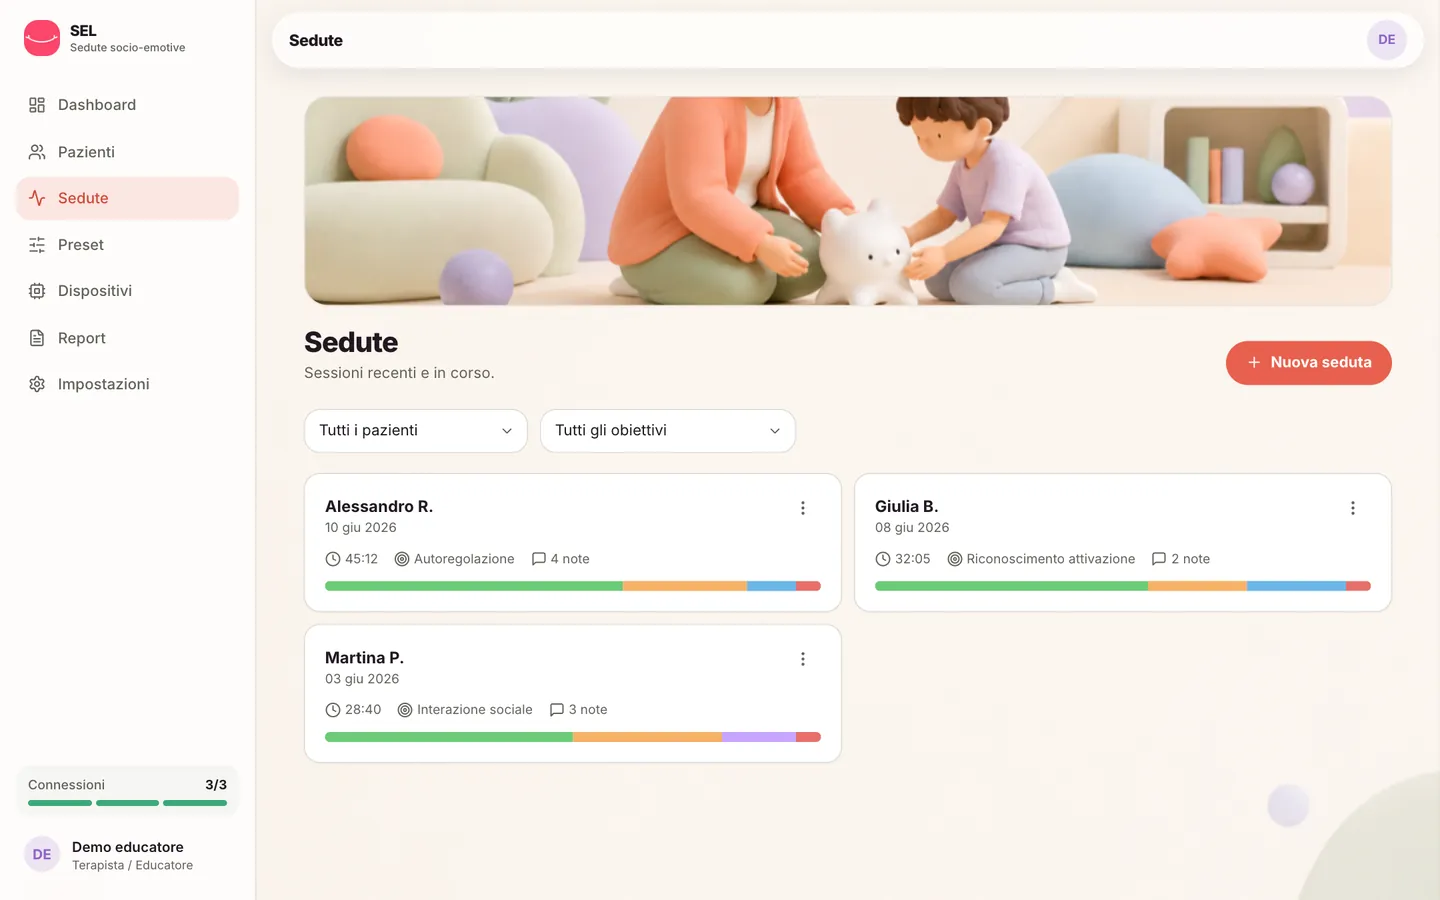 SEL
Sedute socio-emotive
Dashboard
Pazienti
Sedute
Preset
Dispositivi
Report
Impostazioni
Connessioni 3/3
DE
Demo educatore
Terapista / Educatore
Sedute
DE
Sedute
Sessioni recenti e in corso.
Nuova seduta
Tutti i pazienti
Tutti gli obiettivi
Alessandro R.
10 giu 2026
45:12 Autoregolazione 4 note
Giulia B.
08 giu 2026
32:05 Riconoscimento attivazione 2 note
Martina P.
03 giu 2026
28:40 Interazione sociale 3 note